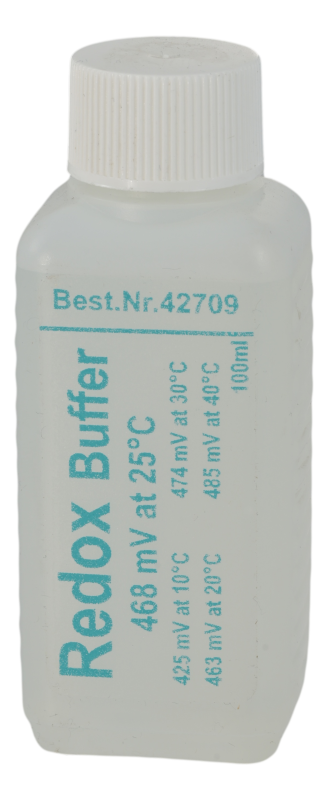 Best.Nr.42709
Redox Buffer
468 mV at 25°C
425 mV at 10°C 474 mV at 30°C
463 mV at 20°C 485 mV at 40°C
100ml